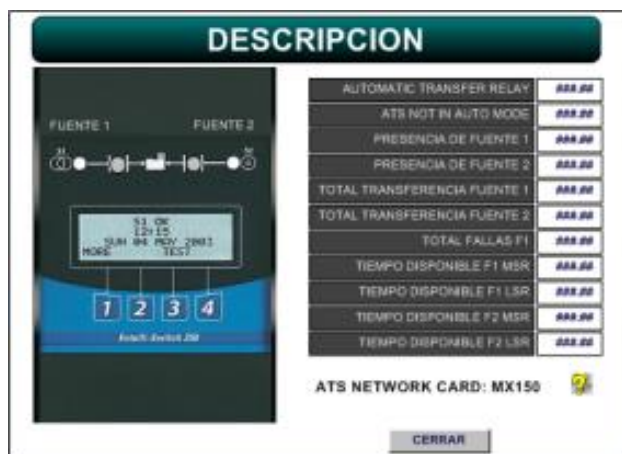 DESCRIPCION
FUENTE 1 FUENTE 2
S1 OK
12:15
SUN 04 MAY 2003
MORE TEST
1 2 3 4
AUTOMATIC TRANSFER RELAY ###.##
ATS NOT IN AUTO MODE ###.##
PRESENCIA DE FUENTE 1 ###.##
PRESENCIA DE FUENTE 2 ###.##
TOTAL TRANSFERENCIA FUENTE 1 ###.##
TOTAL TRANSFERENCIA FUENTE 2 ###.##
TOTAL FALLAS F1 ###.##
TIEMPO DISPONIBLE F1 MSR ###.##
TIEMPO DISPONIBLE F1 LSR ###.##
TIEMPO DISPONIBLE F2 MSR ###.##
TIEMPO DISPONIBLE F2 LSR ###.##
ATS NETWORK CARD: MX150
CERRAR